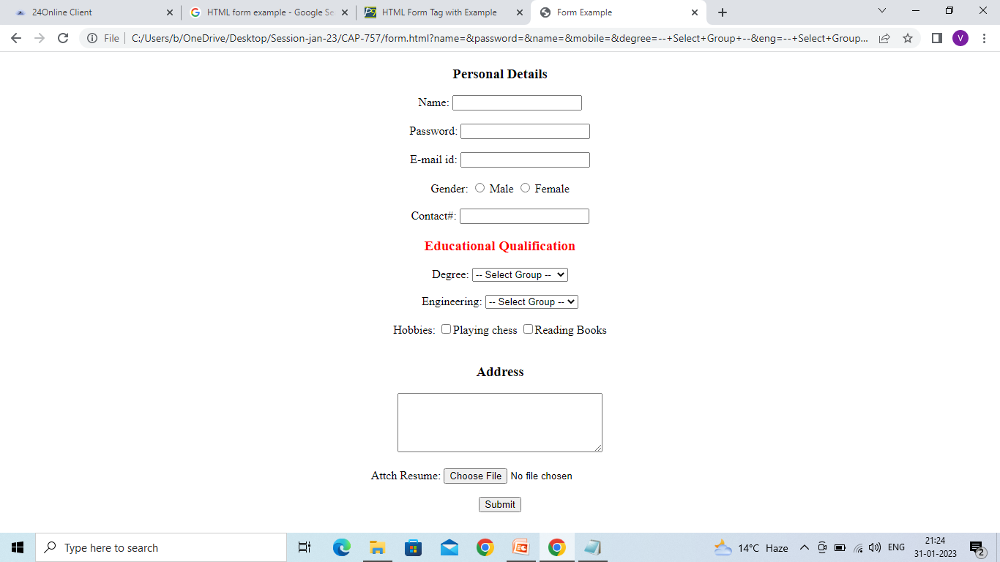 24Online Client
HTML form example - Google Se
HTML Form Tag with Example
Form Example
File
C:/Users/b/OneDrive/Desktop/Session-jan-23/CAP-757/form.html?name=&password=&name=&mobile=&degree=--+Select+Group+--&eng=--+Select+Group...
V
Personal Details
Name:
Password:
E-mail id:
Gender: Male Female
Contact#:
Educational Qualification
Degree: -- Select Group --
Engineering: -- Select Group --
Hobbies: Playing chess Reading Books
Address
Attch Resume: Choose File No file chosen
Submit
Type here to search
14°C Haze
ENG
21:24
31-01-2023
2